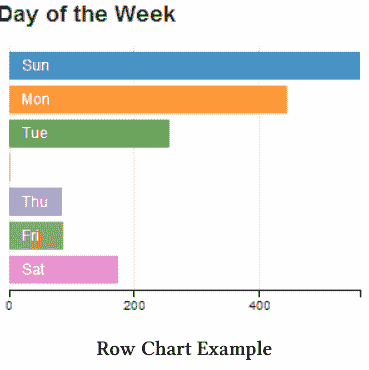 Day of the Week
Sun
Mon
Tue
Thu
Fri
Sat
0 200 400
Row Chart Example